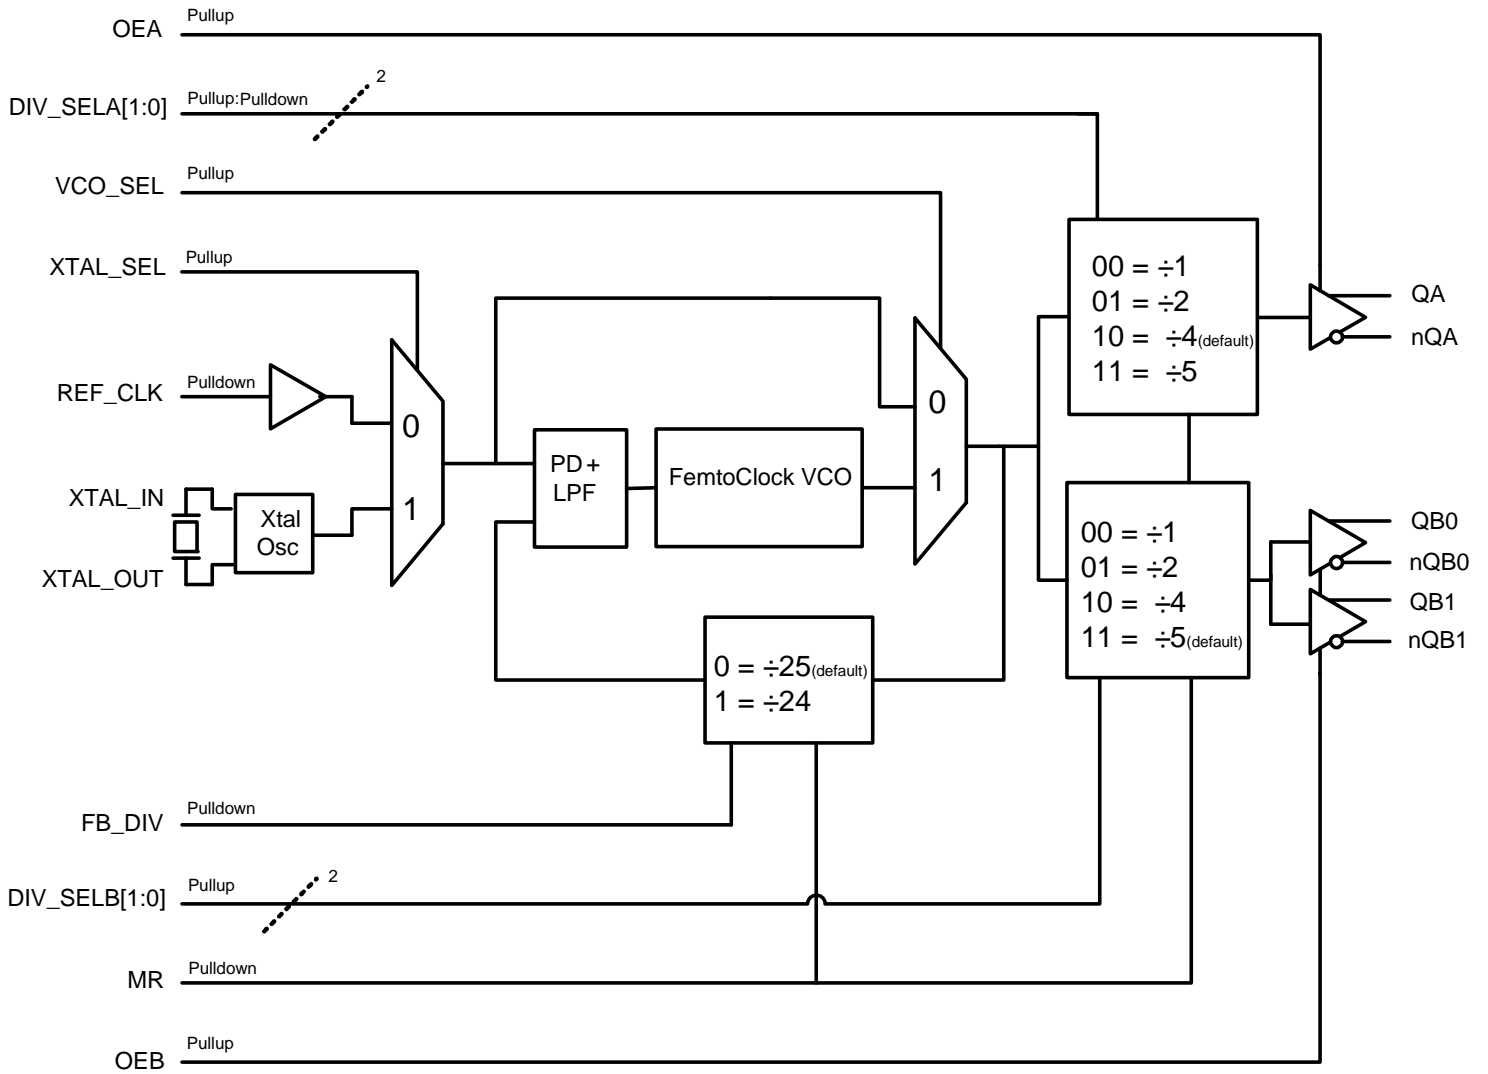 Pullup
OEA
2
DIV_SELA[1:0]
Pullup:Pulldown
VCO_SEL
Pullup
XTAL_SEL
Pullup
00 = ÷1
01 = ÷2
10 = ÷4(default)
11 = ÷5
QA
nQA
REF_CLK
Pulldown
0
1
0
1
PD+
LPF
FemtoClock VCO
XTAL_IN
XTAL_OUT
Xtal
Osc
00 = ÷1
01 = ÷2
10 = ÷4
11 = ÷5(default)
QB0
nQB0
QB1
nQB1
0 = ÷25(default)
1 = ÷24
FB_DIV
Pulldown
DIV_SELB[1:0]
Pullup
2
MR
Pulldown
OEB
Pullup